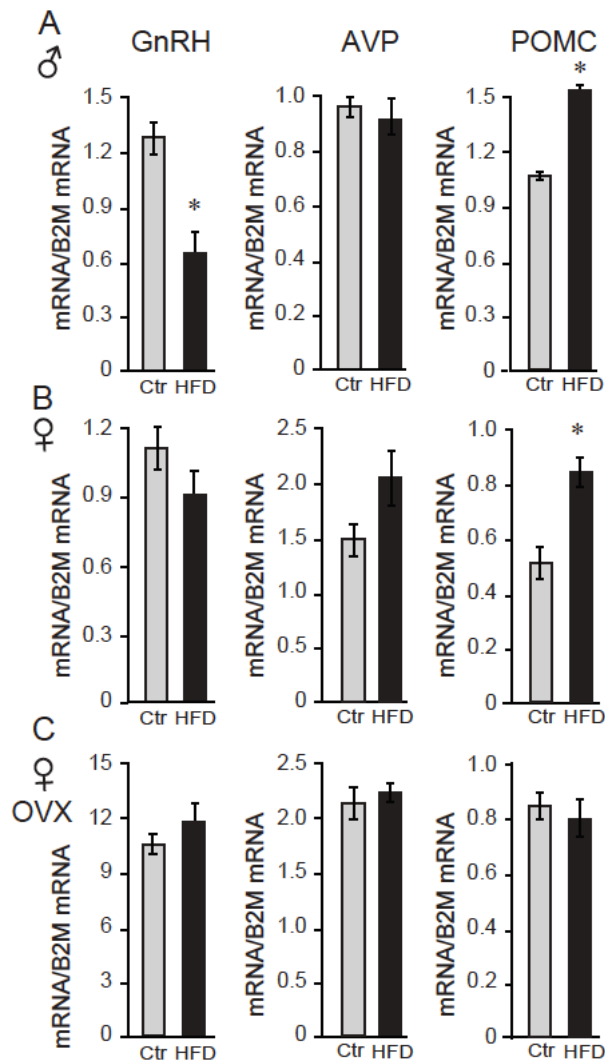 A
♂
GnRH AVP POMC
mRNA/B2M mRNA
1.5
1.2
0.9
0.6
0.3
0
*
Ctr HFD
mRNA/B2M mRNA
1.0
0.8
0.6
0.4
0.2
0
Ctr HFD
mRNA/B2M mRNA
1.5
1.2
0.9
0.6
0.3
0
*
Ctr HFD
B
♀
mRNA/B2M mRNA
1.2
0.9
0.6
0.3
0
Ctr HFD
mRNA/B2M mRNA
2.5
2.0
1.5
1.0
0.5
0
Ctr HFD
mRNA/B2M mRNA
1.0
0.8
0.6
0.4
0.2
0
*
Ctr HFD
C
♀
OVX
mRNA/B2M mRNA
15
12
9
6
3
0
Ctr HFD
mRNA/B2M mRNA
2.5
2.0
1.5
1.0
0.5
0
Ctr HFD
mRNA/B2M mRNA
1.0
0.8
0.6
0.4
0.2
0
Ctr HFD